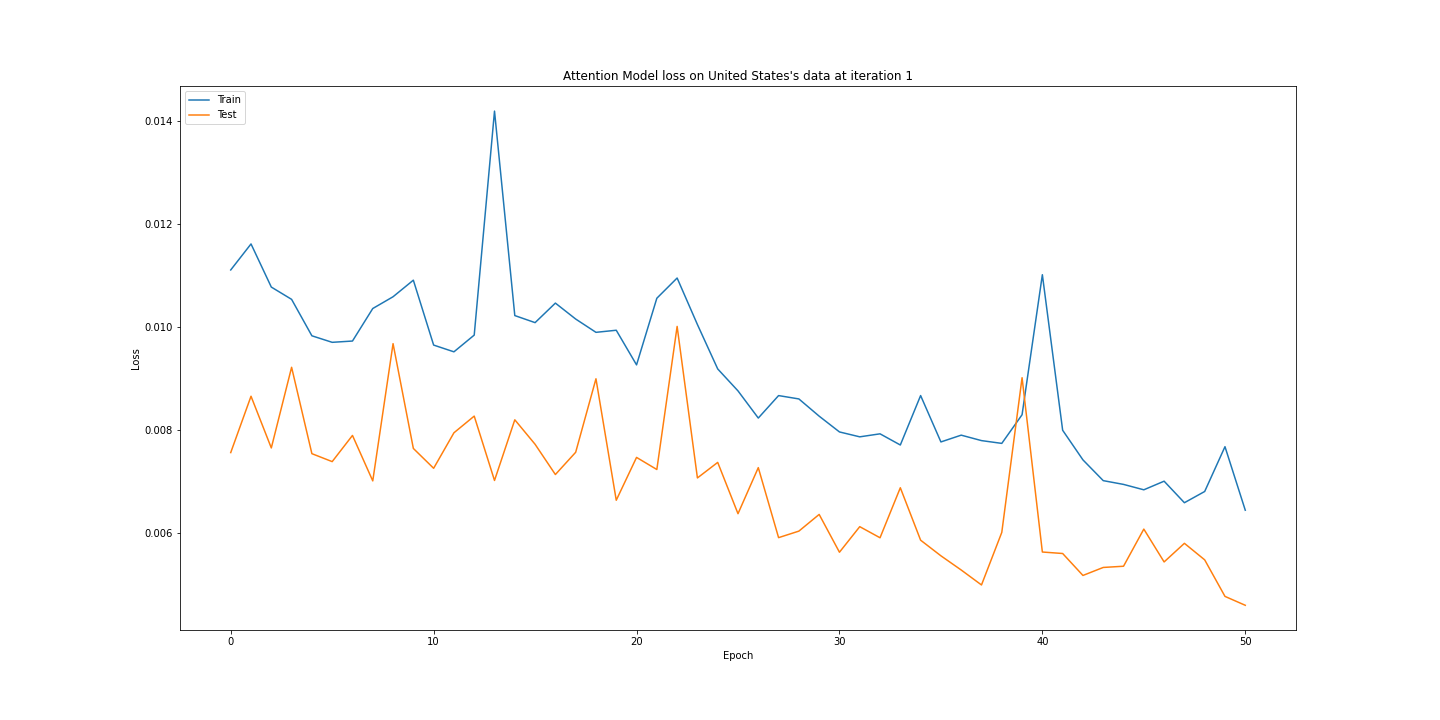 Attention Model loss on United States's data at iteration 1
Train
Test
0.014
0.012
0.010
0.008
0.006
Loss
0
10
20
30
40
50
Epoch